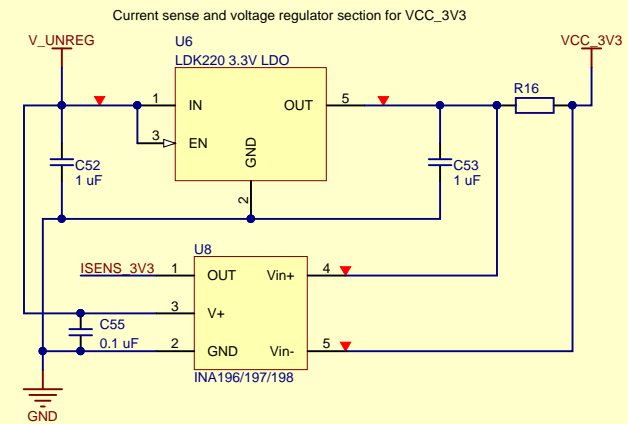 Current sense and voltage regulator section for VCC_3V3
V_UNREG
U6
LDK220 3.3V LDO
VCC_3V3
1
IN
OUT
5
R16
3
EN
GND
2
C52
1 uF
C53
1 uF
U8
ISENS_3V3
1
OUT
Vin+
4
3
V+
C55
0.1 uF
2
GND
Vin-
5
INA196/197/198
GND